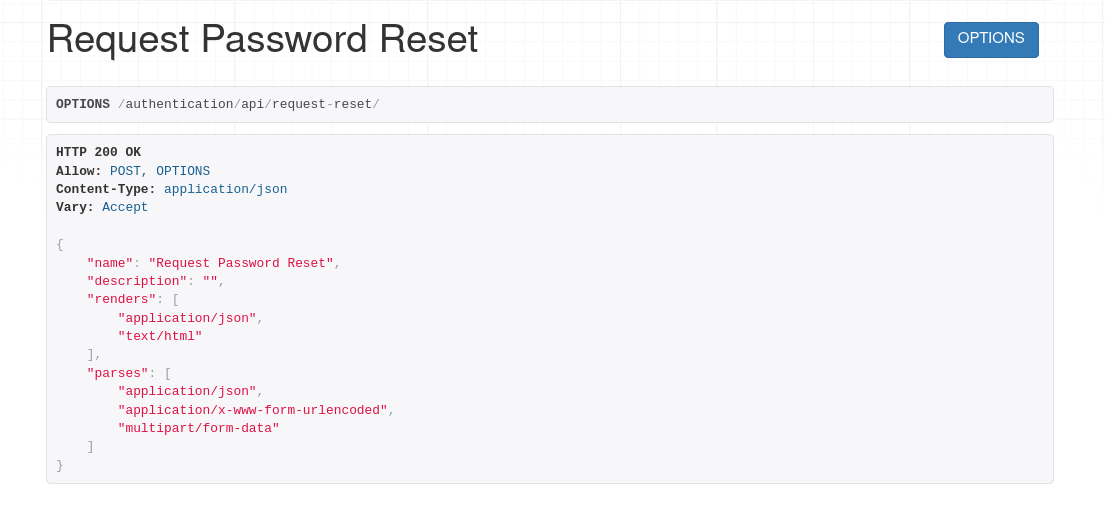 Request Password Reset
OPTIONS
OPTIONS /authentication/api/request-reset/
HTTP 200 OK
Allow: POST, OPTIONS
Content-Type: application/json
Vary: Accept
{
    "name": "Request Password Reset",
    "description": "",
    "renders": [
        "application/json",
        "text/html"
    ],
    "parses": [
        "application/json",
        "application/x-www-form-urlencoded",
        "multipart/form-data"
    ]
}